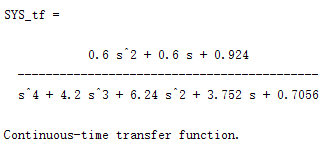 SYS_tf =
0.6 s^2 + 0.6 s + 0.924
---------------------------------------------
s^4 + 4.2 s^3 + 6.24 s^2 + 3.752 s + 0.7056
Continuous-time transfer function.